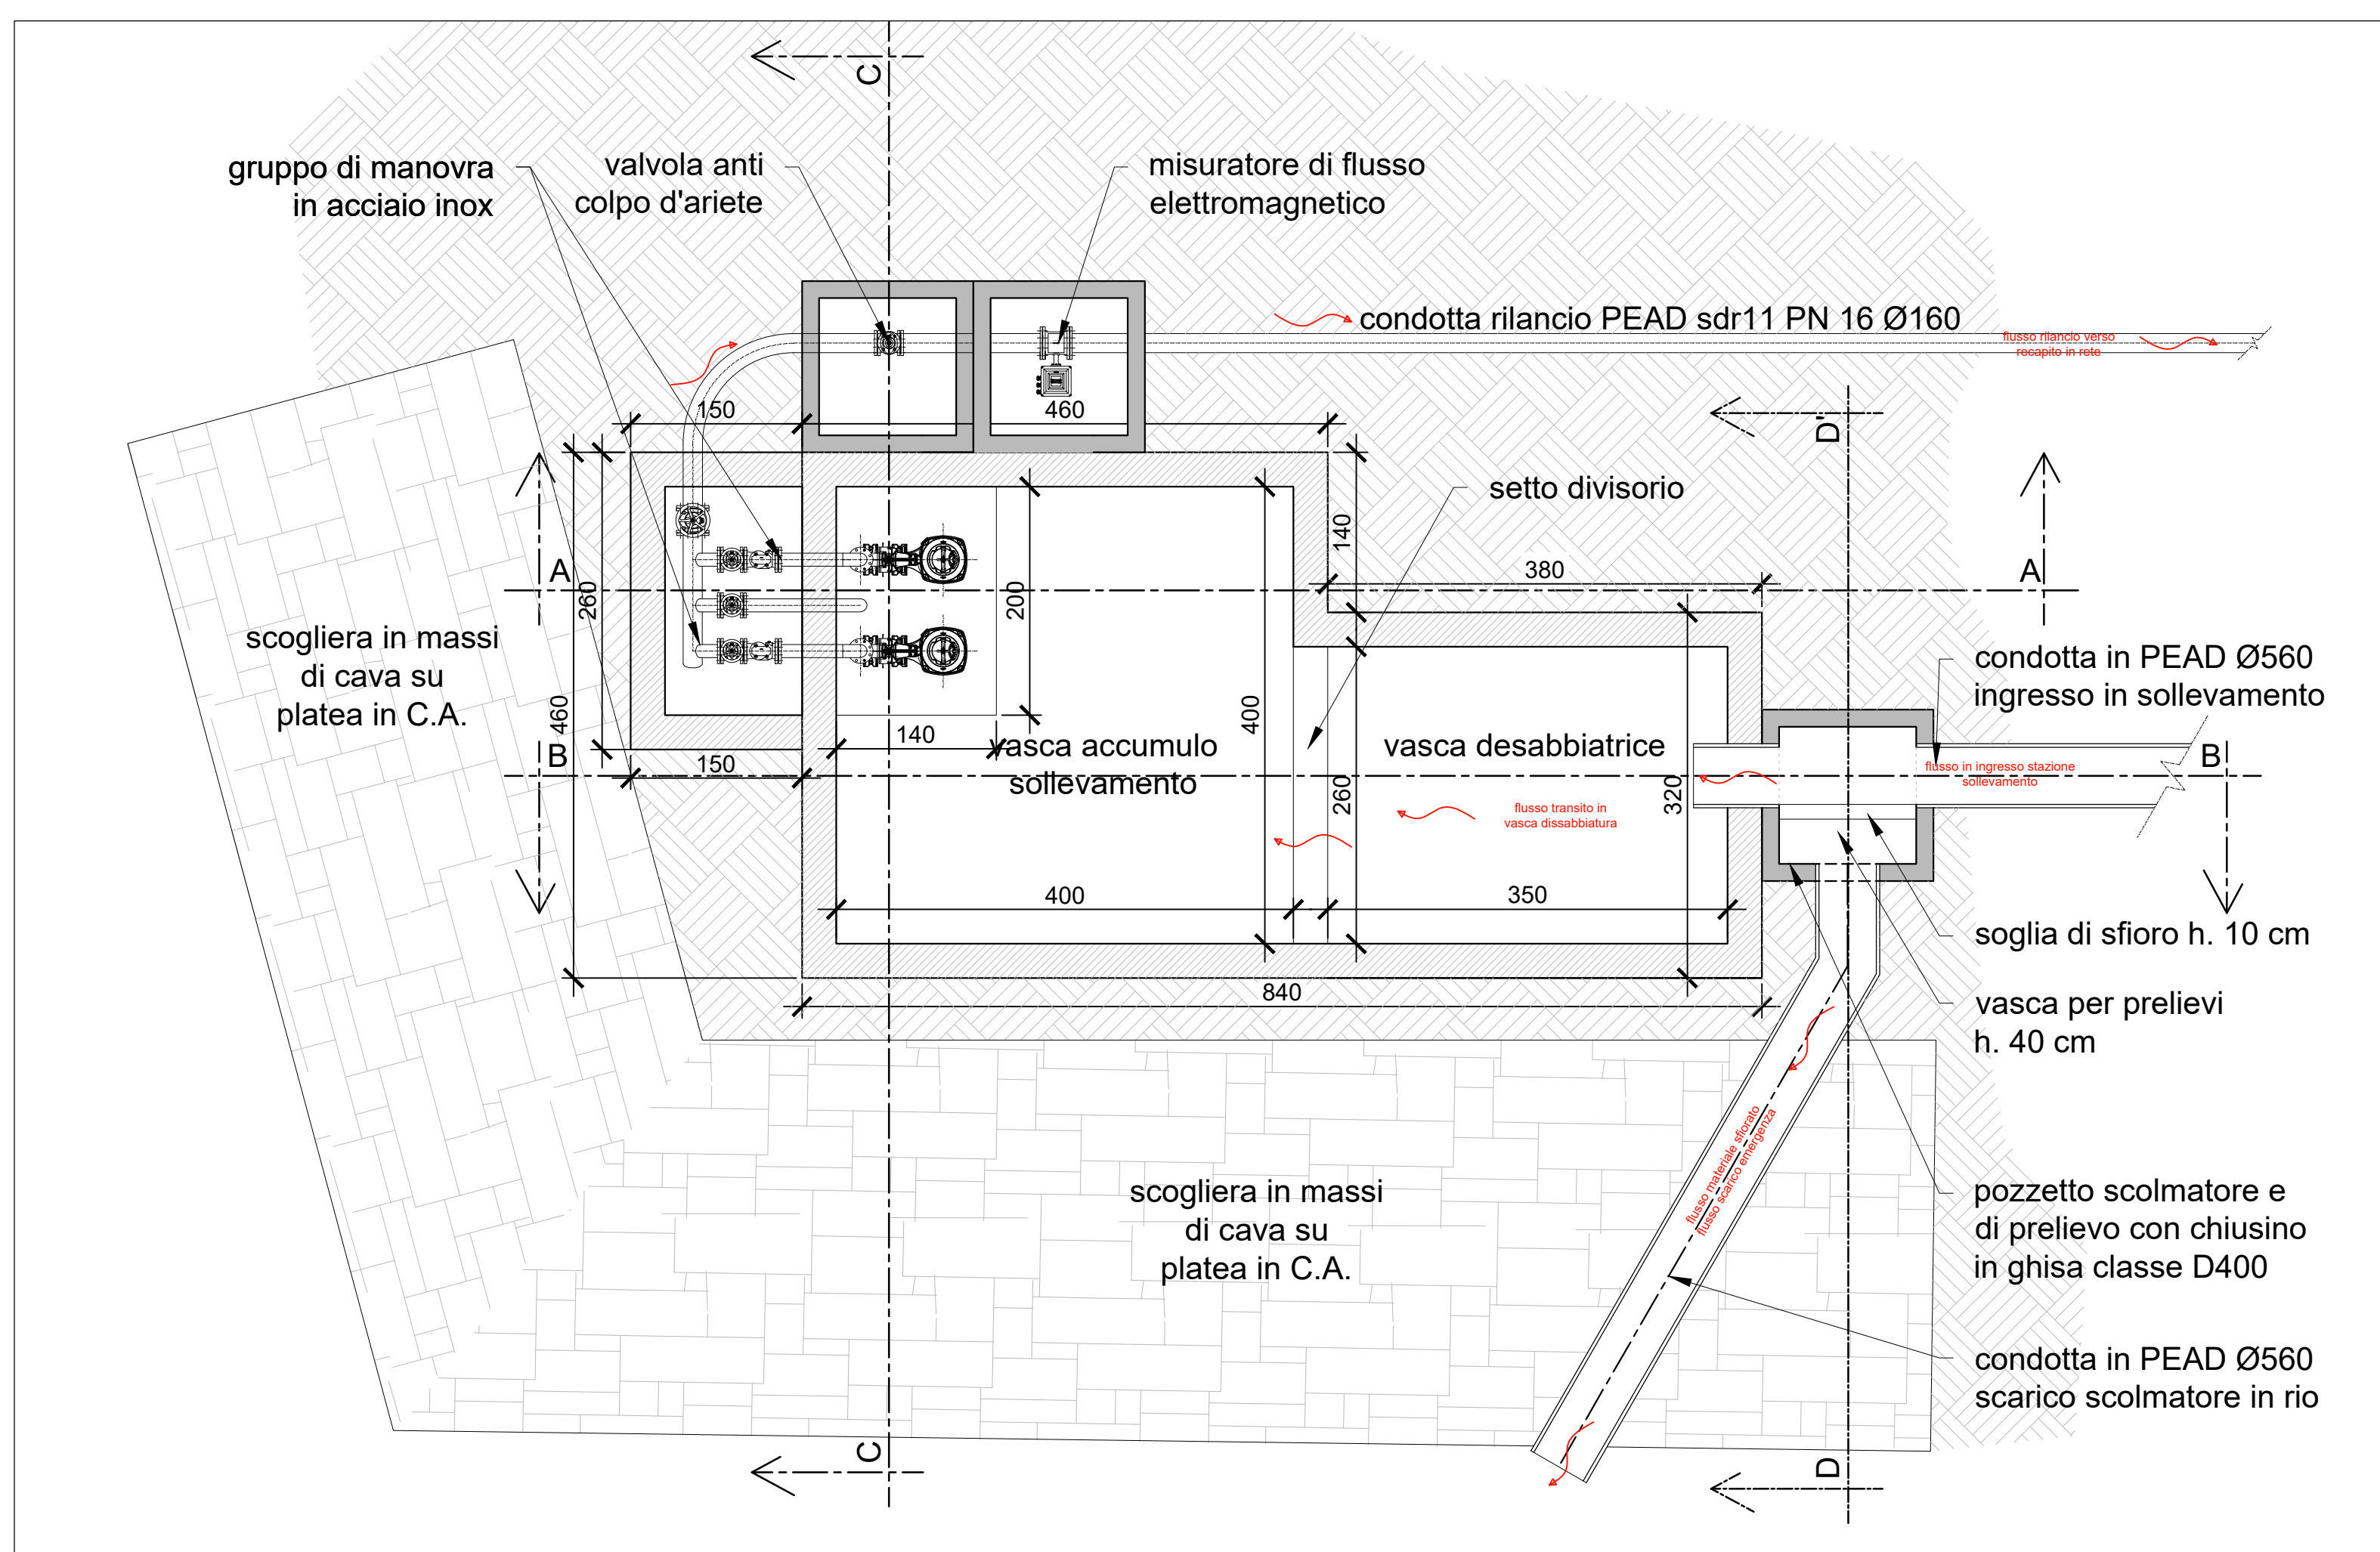 C
gruppo di manovra
in acciaio inox
valvola anti
colpo d'ariete
misuratore di flusso
elettromagnetico
condotta rilancio PEAD sdr11 PN 16 Ø160
flusso rilancio verso
recapito in rete
150
460
D'
setto divisorio
140
380
A
A
260
200
scogliera in massi
di cava su
platea in C.A.
condotta in PEAD Ø560
ingresso in sollevamento
460
400
140
B
150
vasca accumulo
sollevamento
vasca desabbiatrice
260
320
flusso in ingresso stazione
sollevamento
B
flusso transito in
vasca dissabbiatura
400
350
soglia di sfioro h. 10 cm
840
vasca per prelievi
h. 40 cm
flusso materiale sfiorato
flusso scarico emergenza
scogliera in massi
di cava su
platea in C.A.
pozzetto scolmatore e
di prelievo con chiusino
in ghisa classe D400
condotta in PEAD Ø560
scarico scolmatore in rio
C
D